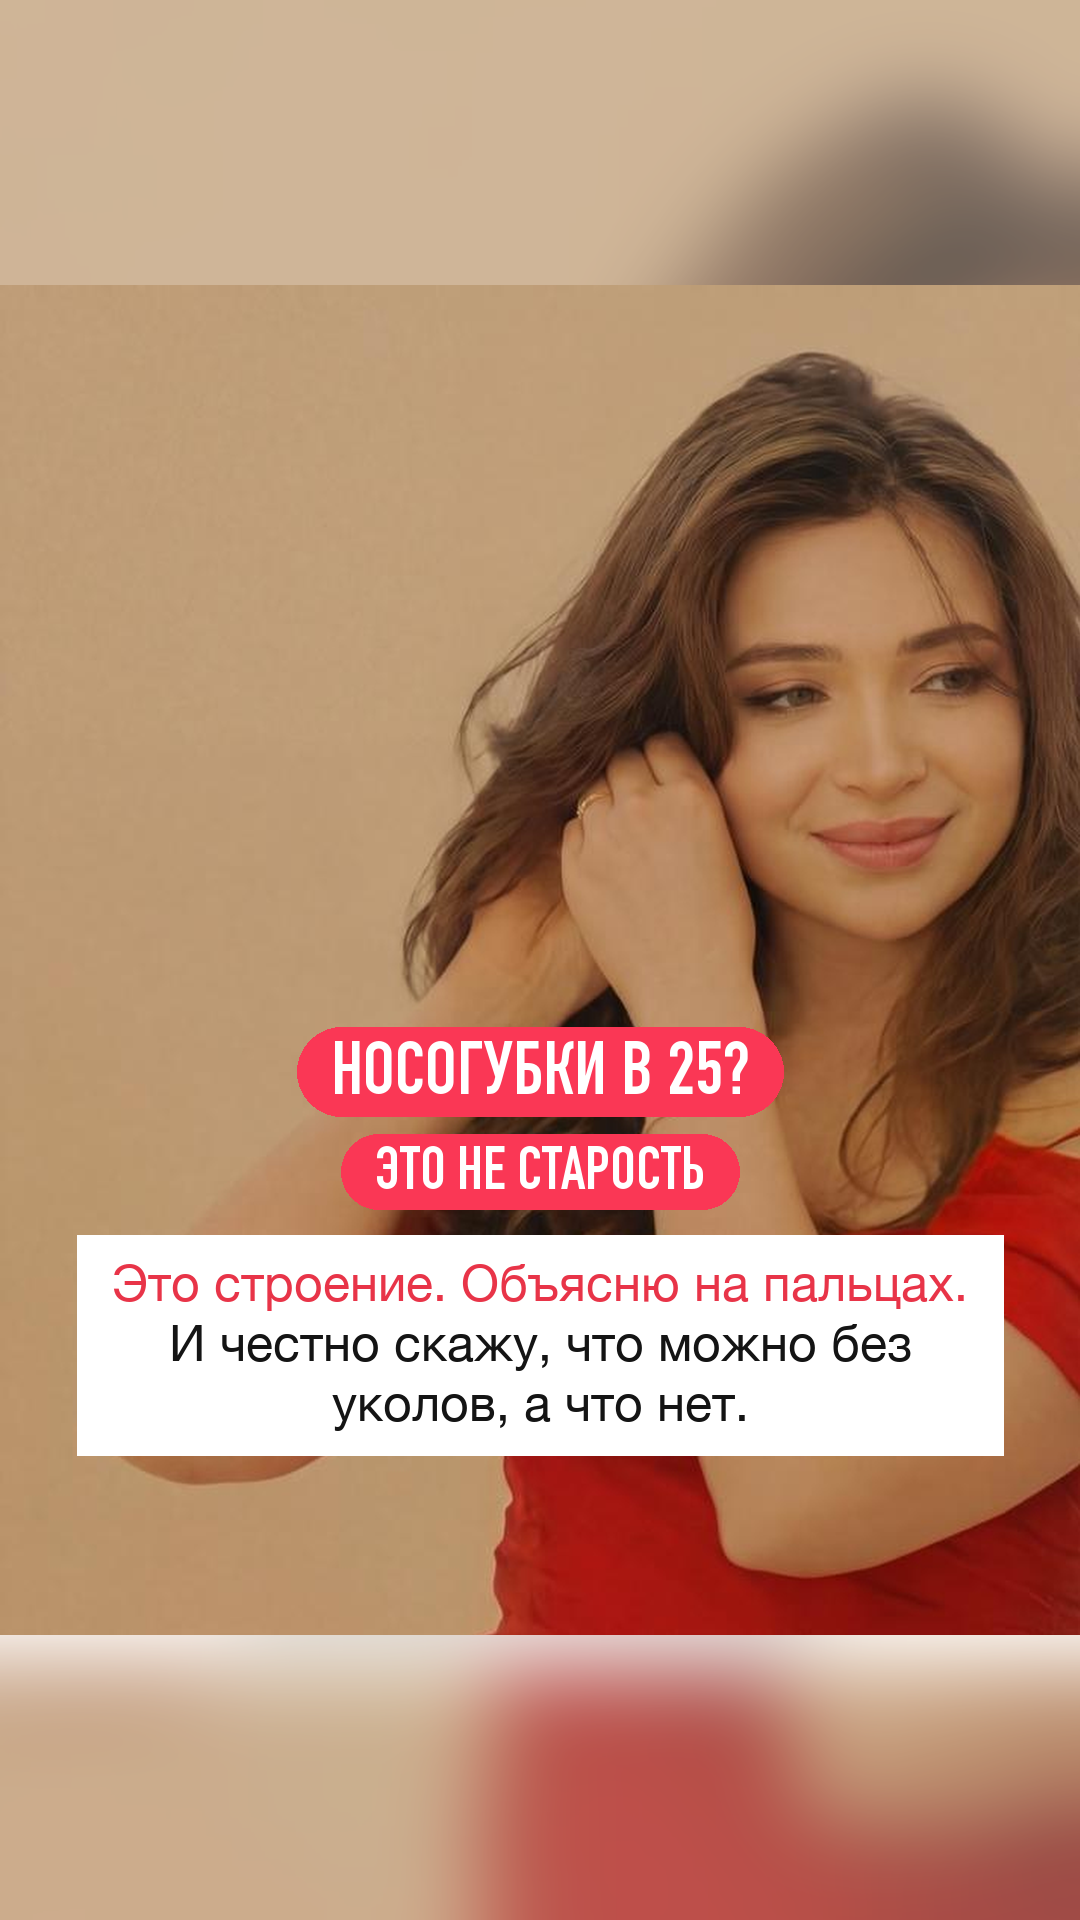 НОСОГУБКИ В 25?
ЭТО НЕ СТАРОСТЬ
Это строение. Объясню на пальцах.
И честно скажу, что можно без
уколов, а что нет.